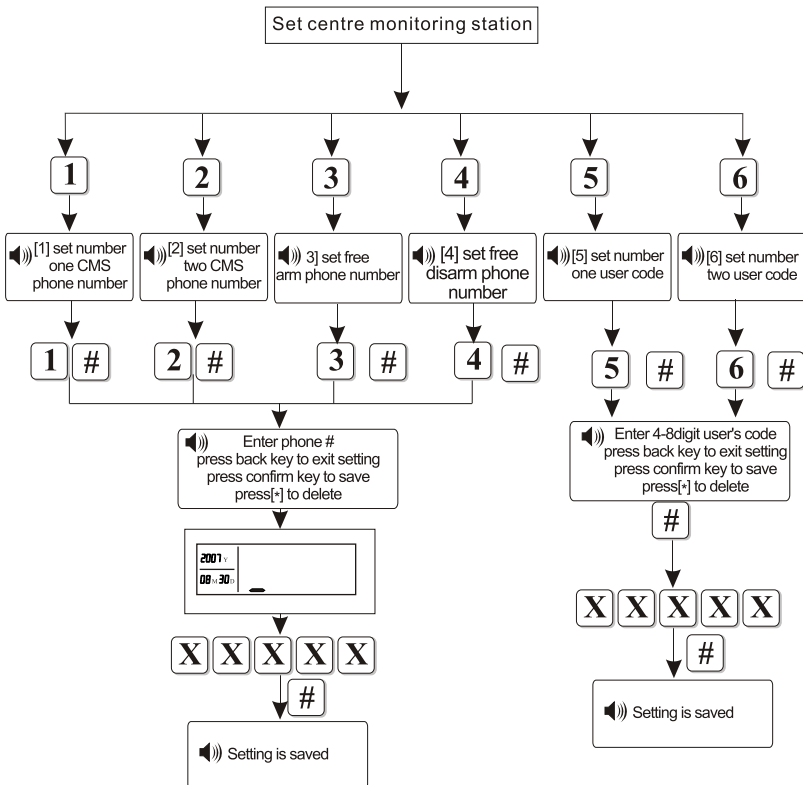 Set centre monitoring station
1 2 3 4 5 6
[1] set number
one CMS
phone number
[2] set number
two CMS
phone number
3] set free
arm phone number
[4] set free
disarm phone
number
[5] set number
one user code
[6] set number
two user code
1 # 2 # 3 # 4 # 5 # 6 #
Enter phone #
press back key to exit setting
press confirm key to save
press[*] to delete
Enter 4-8digit user's code
press back key to exit setting
press confirm key to save
press[*] to delete
#
2007 Y
08 M 30 D
X X X X X
#
X X X X X
#
Setting is saved
Setting is saved